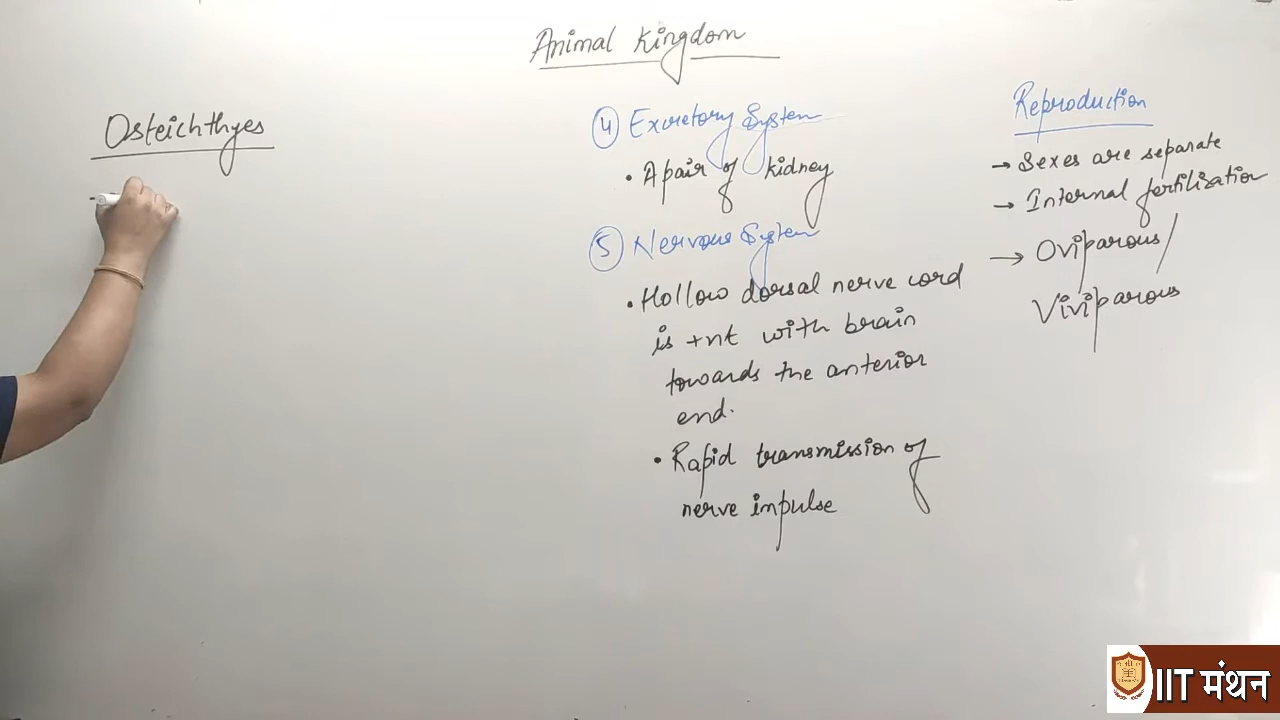 Animal Kingdom
Osteichthyes
④ Excretory System
• A pair of kidney
⑤ Nervous System
• Hollow dorsal nerve cord
is +nt with brain
towards the anterior
end.
• Rapid transmission of
nerve impulse
Reproduction
→ Sexes are separate
→ Internal fertilization
→ Oviparous/
Viviparous
IIT मंथन